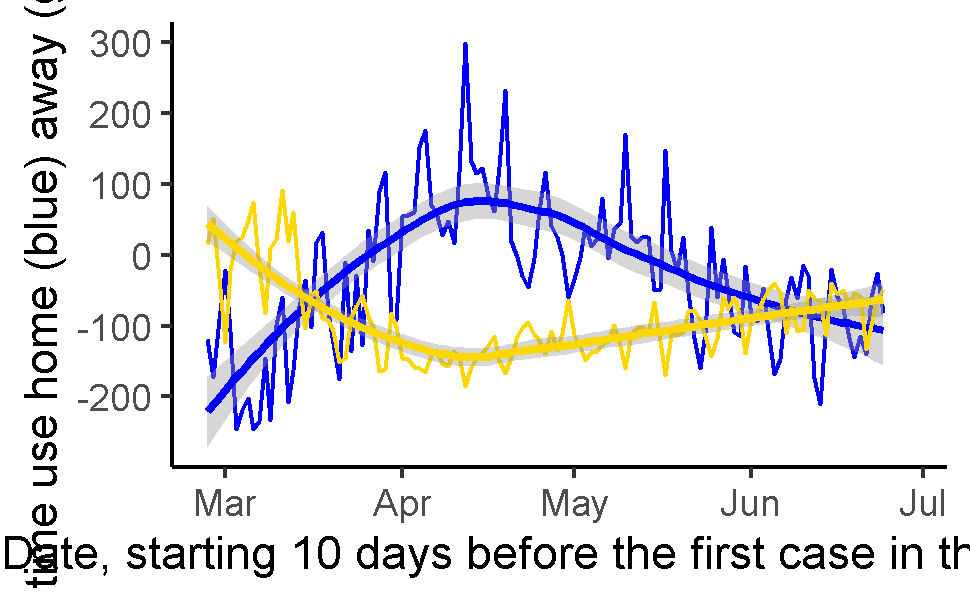 time use home (blue) away (
300
200
100
0
-100
-200
Mar Apr May Jun Jul
Date, starting 10 days before the first case in th